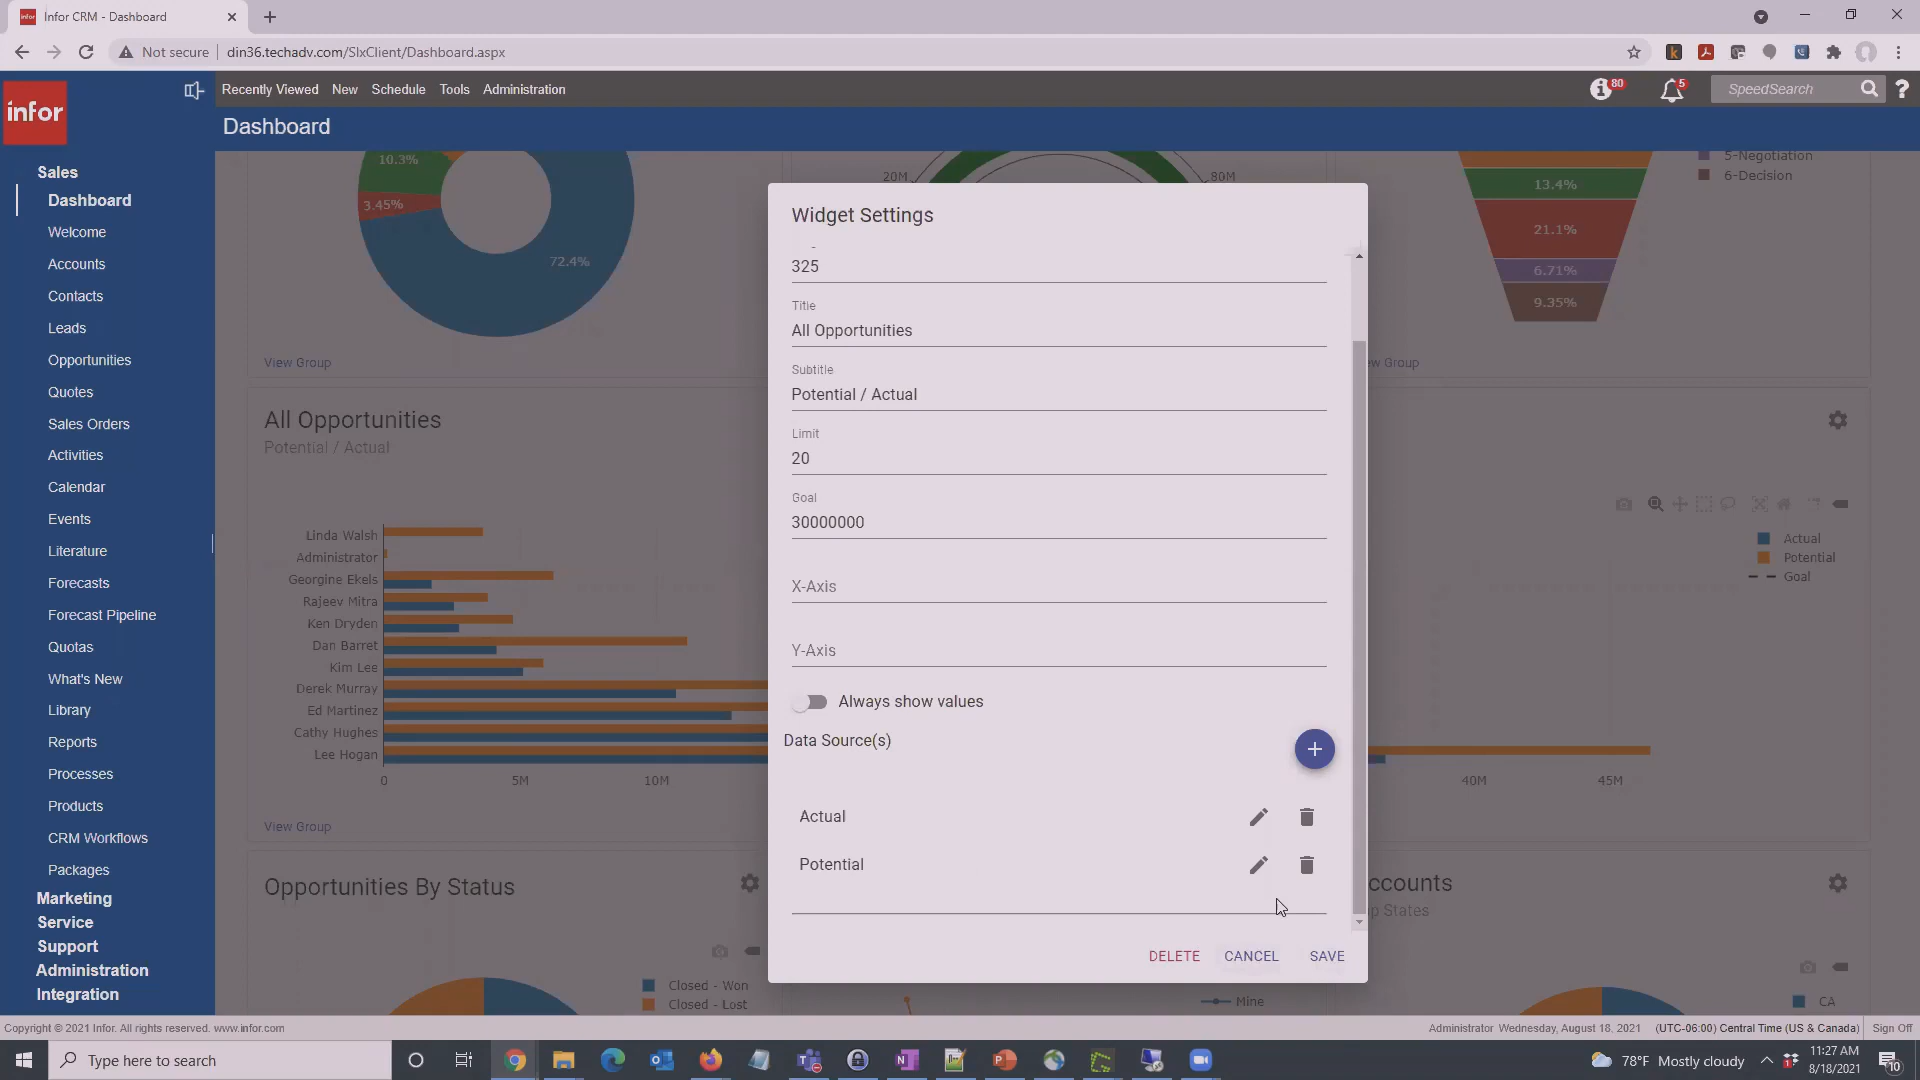 Infor CRM - Dashboard
Not secure
din36.techadv.com/SlxClient/Dashboard.aspx
infor
Recently Viewed New Schedule Tools Administration
80
5
SpeedSearch
?
Dashboard
Sales
Dashboard
Welcome
Accounts
Contacts
Leads
Opportunities
Quotes
Sales Orders
Activities
Calendar
Events
Literature
Forecasts
Forecast Pipeline
Quotas
What's New
Library
Reports
Processes
Products
CRM Workflows
Packages
Marketing
Service
Support
Administration
Integration
10.3%
3.45%
72.4%
View Group
20M
80M
5-Negotiation
6-Decision
13.4%
21.1%
6.71%
9.35%
View Group
All Opportunities
Potential / Actual
Linda Walsh
Administrator
Georgine Ekels
Rajeev Mitra
Ken Dryden
Dan Barret
Kim Lee
Derek Murray
Ed Martinez
Cathy Hughes
Lee Hogan
0 5M 10M
40M 45M
Actual
Potential
Goal
View Group
Widget Settings
325
Title
All Opportunities
Subtitle
Potential / Actual
Limit
20
Goal
30000000
X-Axis
Y-Axis
Always show values
Data Source(s)
Actual
Potential
DELETE CANCEL SAVE
Opportunities By Status
Closed - Won
Closed - Lost
Mine
ccounts
p States
CA
Copyright © 2021 Infor. All rights reserved. www.infor.com
Administrator Wednesday, August 18, 2021 (UTC-06:00) Central Time (US & Canada) Sign Off
Type here to search
78°F Mostly cloudy
11:27 AM
8/18/2021
10